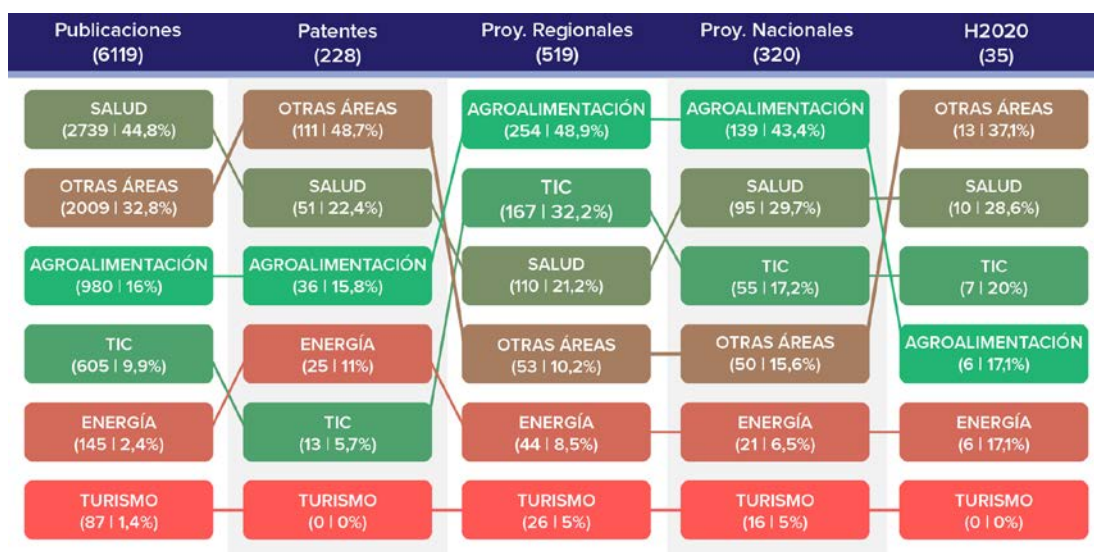 Publicaciones
(6119)
Patentes
(228)
Proy. Regionales
(519)
Proy. Nacionales
(320)
H2020
(35)
SALUD
(2739 | 44,8%)
OTRAS ÁREAS
(2009 | 32,8%)
AGROALIMENTACIÓN
(980 | 16%)
TIC
(605 | 9,9%)
ENERGÍA
(145 | 2,4%)
TURISMO
(87 | 1,4%)
OTRAS ÁREAS
(111 | 48,7%)
SALUD
(51 | 22,4%)
AGROALIMENTACIÓN
(36 | 15,8%)
ENERGÍA
(25 | 11%)
TIC
(13 | 5,7%)
TURISMO
(0 | 0%)
AGROALIMENTACIÓN
(254 | 48,9%)
TIC
(167 | 32,2%)
SALUD
(110 | 21,2%)
OTRAS ÁREAS
(53 | 10,2%)
ENERGÍA
(44 | 8,5%)
TURISMO
(26 | 5%)
AGROALIMENTACIÓN
(139 | 43,4%)
SALUD
(95 | 29,7%)
TIC
(55 | 17,2%)
OTRAS ÁREAS
(50 | 15,6%)
ENERGÍA
(21 | 6,5%)
TURISMO
(16 | 5%)
OTRAS ÁREAS
(13 | 37,1%)
SALUD
(10 | 28,6%)
TIC
(7 | 20%)
AGROALIMENTACIÓN
(6 | 17,1%)
ENERGÍA
(6 | 17,1%)
TURISMO
(0 | 0%)